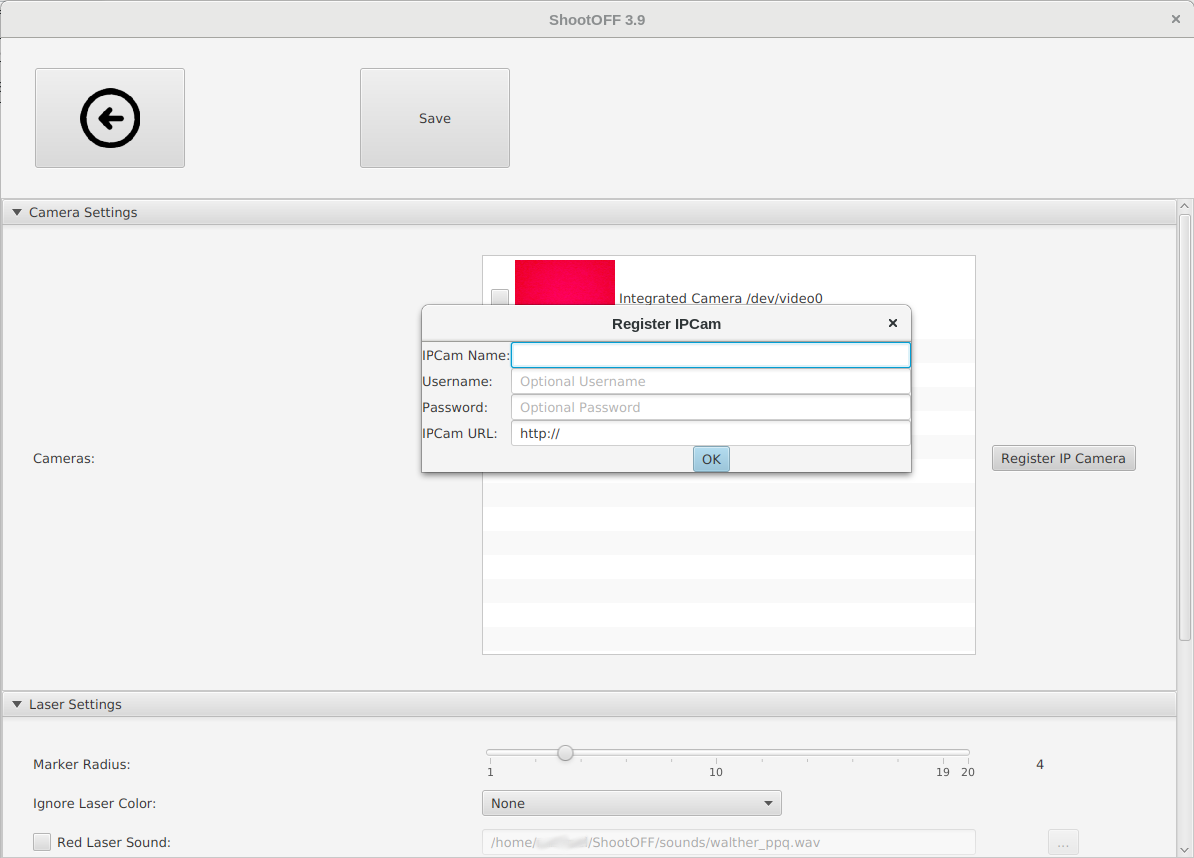 ShootOFF 3.9
Save
Camera Settings
Integrated Camera /dev/video0
Register IPCam
IPCam Name:
Username: Optional Username
Password: Optional Password
IPCam URL: http://
OK
Cameras:
Register IP Camera
Laser Settings
Marker Radius:
1 10 19 20
4
Ignore Laser Color: None
Red Laser Sound: /home/ /ShootOFF/sounds/walther_ppq.wav ...